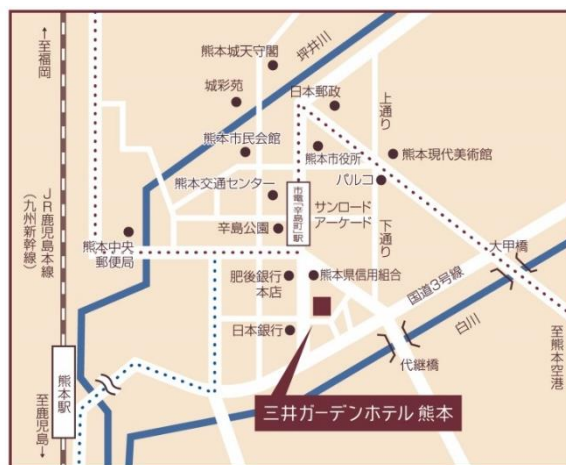 ←至福岡
熊本城天守閣
坪井川
城彩苑
日本郵政
上通り
熊本市民会館
熊本市役所
熊本現代美術館
パルコ
熊本交通センター
市電「辛島町」駅
サンロード
アーケード
JR鹿児島本線
(九州新幹線)
辛島公園
下通り
大甲橋
熊本中央
郵便局
肥後銀行
本店
熊本県信用組合
国道3号線
白川
日本銀行
代継橋
至熊本空港
熊本駅
至鹿児島→
三井ガーデンホテル 熊本